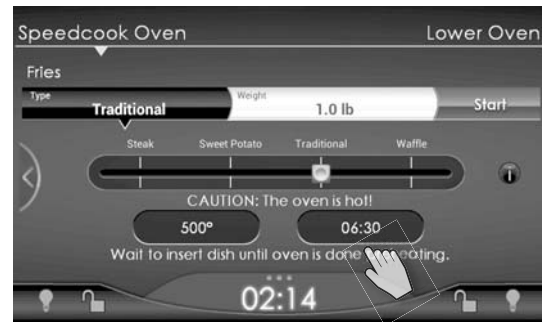 Speedcook Oven Lower Oven
Fries
Type Traditional Weight 1.0 lb Start
Steak Sweet Potato Traditional Waffle
CAUTION: The oven is hot!
500° 06:30
Wait to insert dish until oven is done
02:14